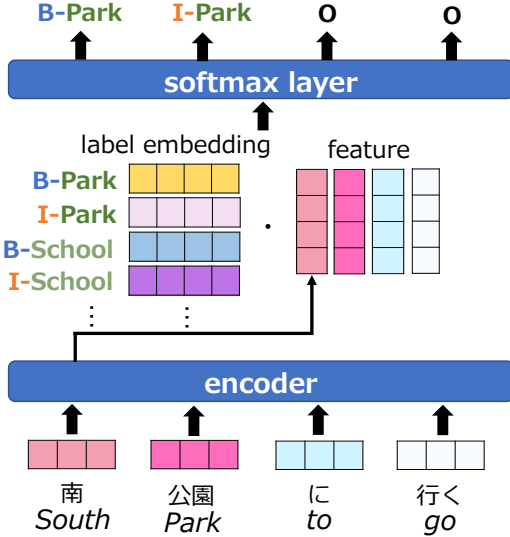 B-Park I-Park O O
softmax layer
label embedding
feature
B-Park
I-Park
B-School
I-School
... ...
encoder
南 公園 に 行く
South Park to go